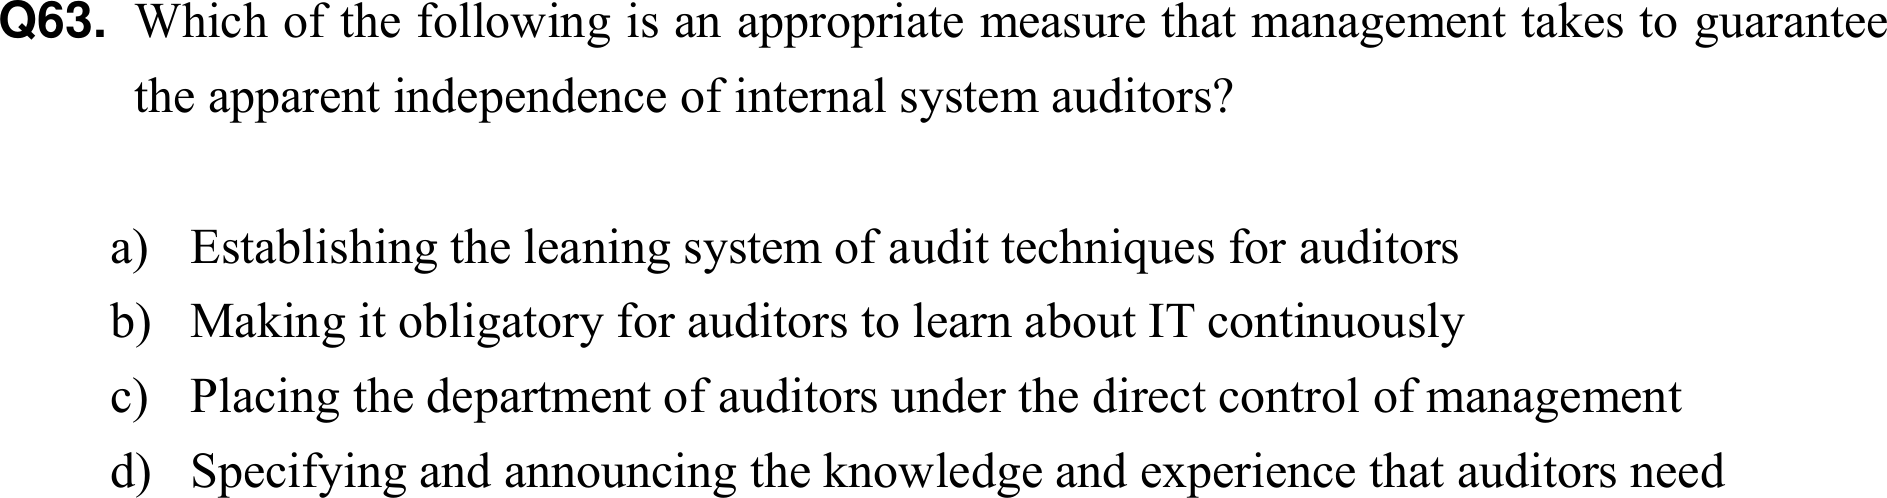 Q63. Which of the following is an appropriate measure that management takes to guarantee
the apparent independence of internal system auditors?
a) Establishing the leaning system of audit techniques for auditors
b) Making it obligatory for auditors to learn about IT continuously
c) Placing the department of auditors under the direct control of management
d) Specifying and announcing the knowledge and experience that auditors need